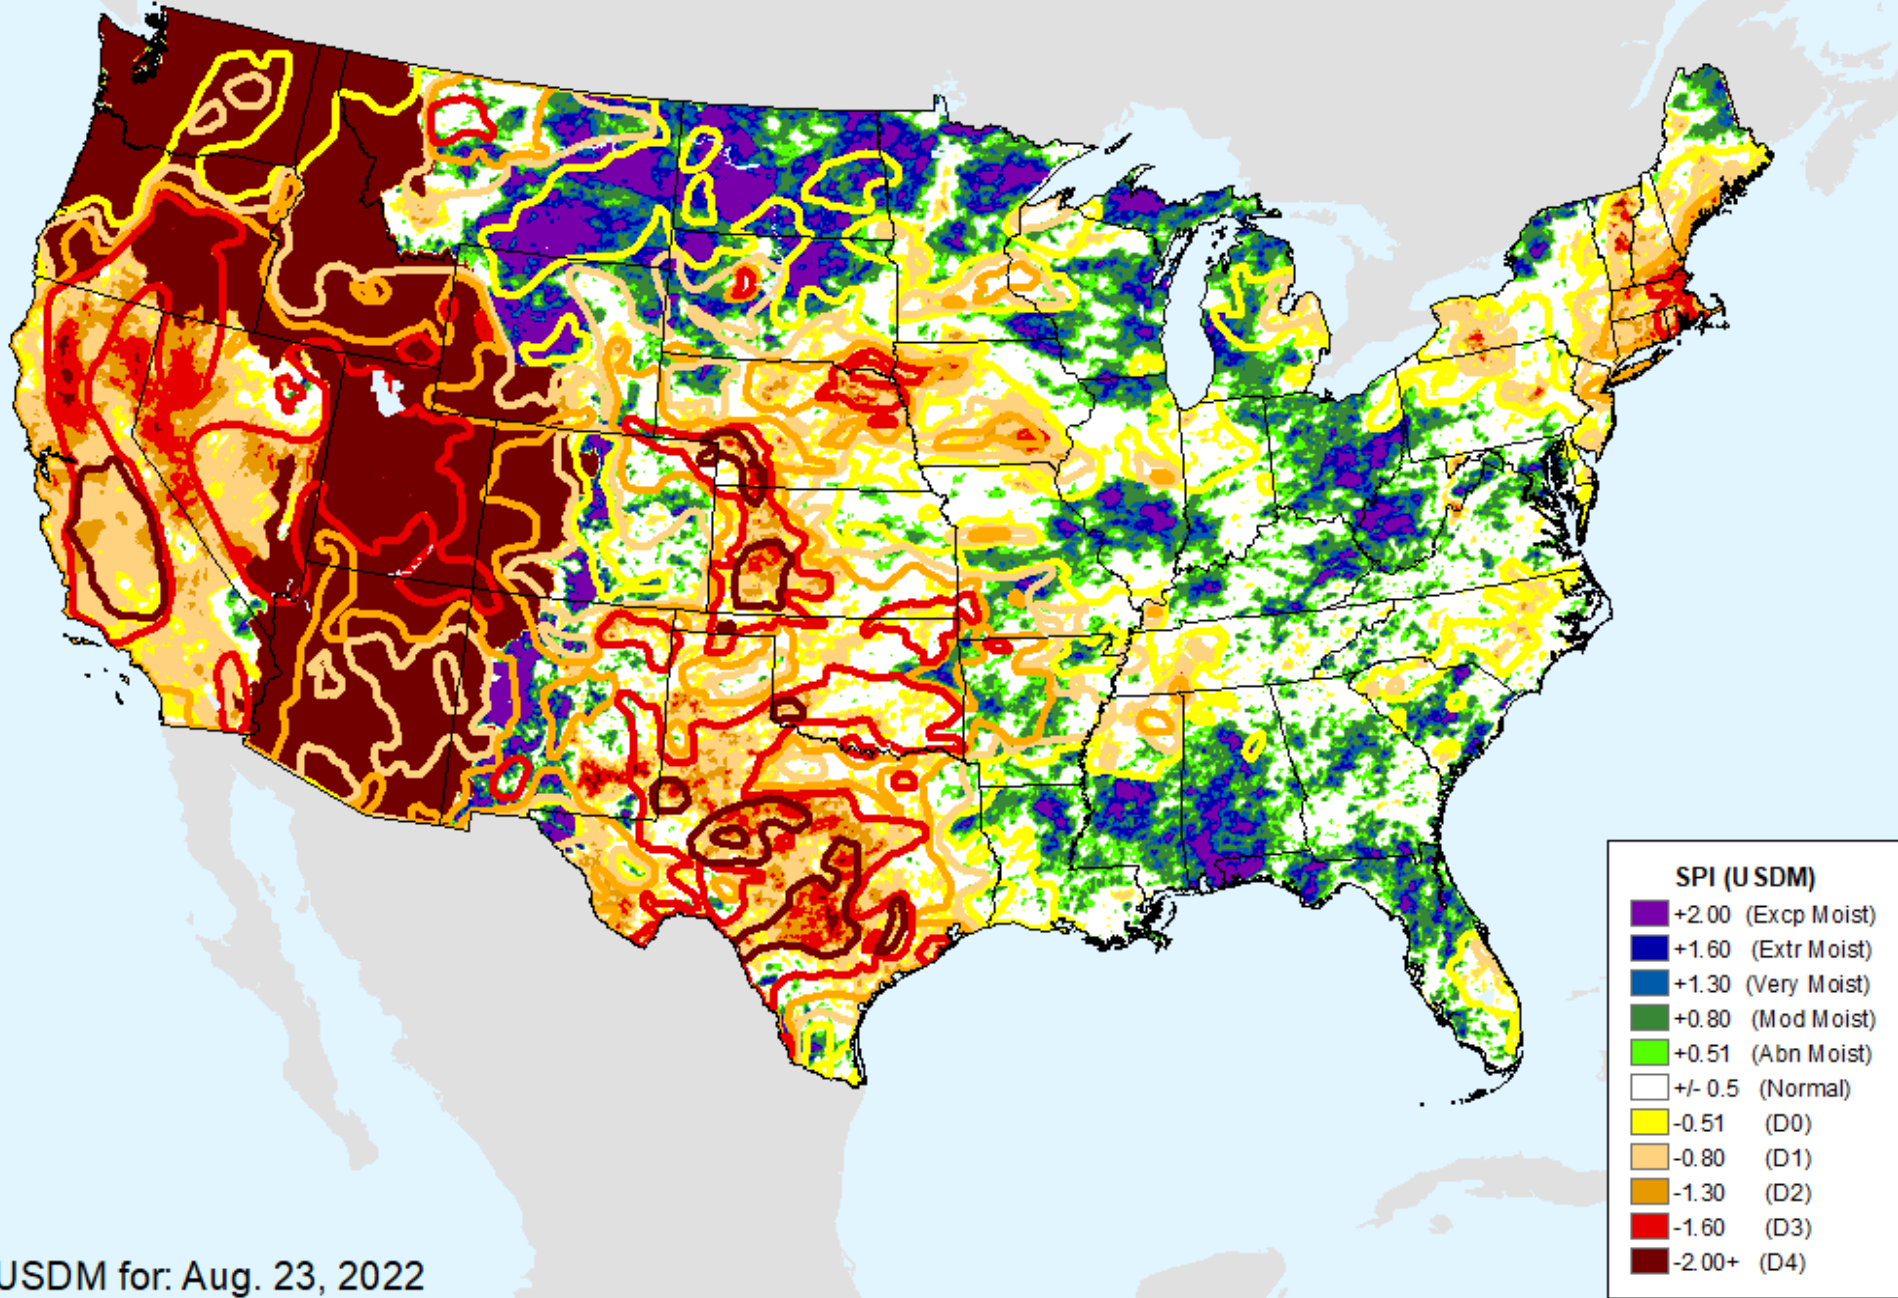 SPI (USDM)
+2.00 (Excp Moist)
+1.60 (Extr Moist)
+1.30 (Very Moist)
+0.80 (Mod Moist)
+0.51 (Abn Moist)
+/- 0.5 (Normal)
-0.51 (D0)
-0.80 (D1)
-1.30 (D2)
-1.60 (D3)
-2.00+ (D4)
USDM for: Aug. 23, 2022